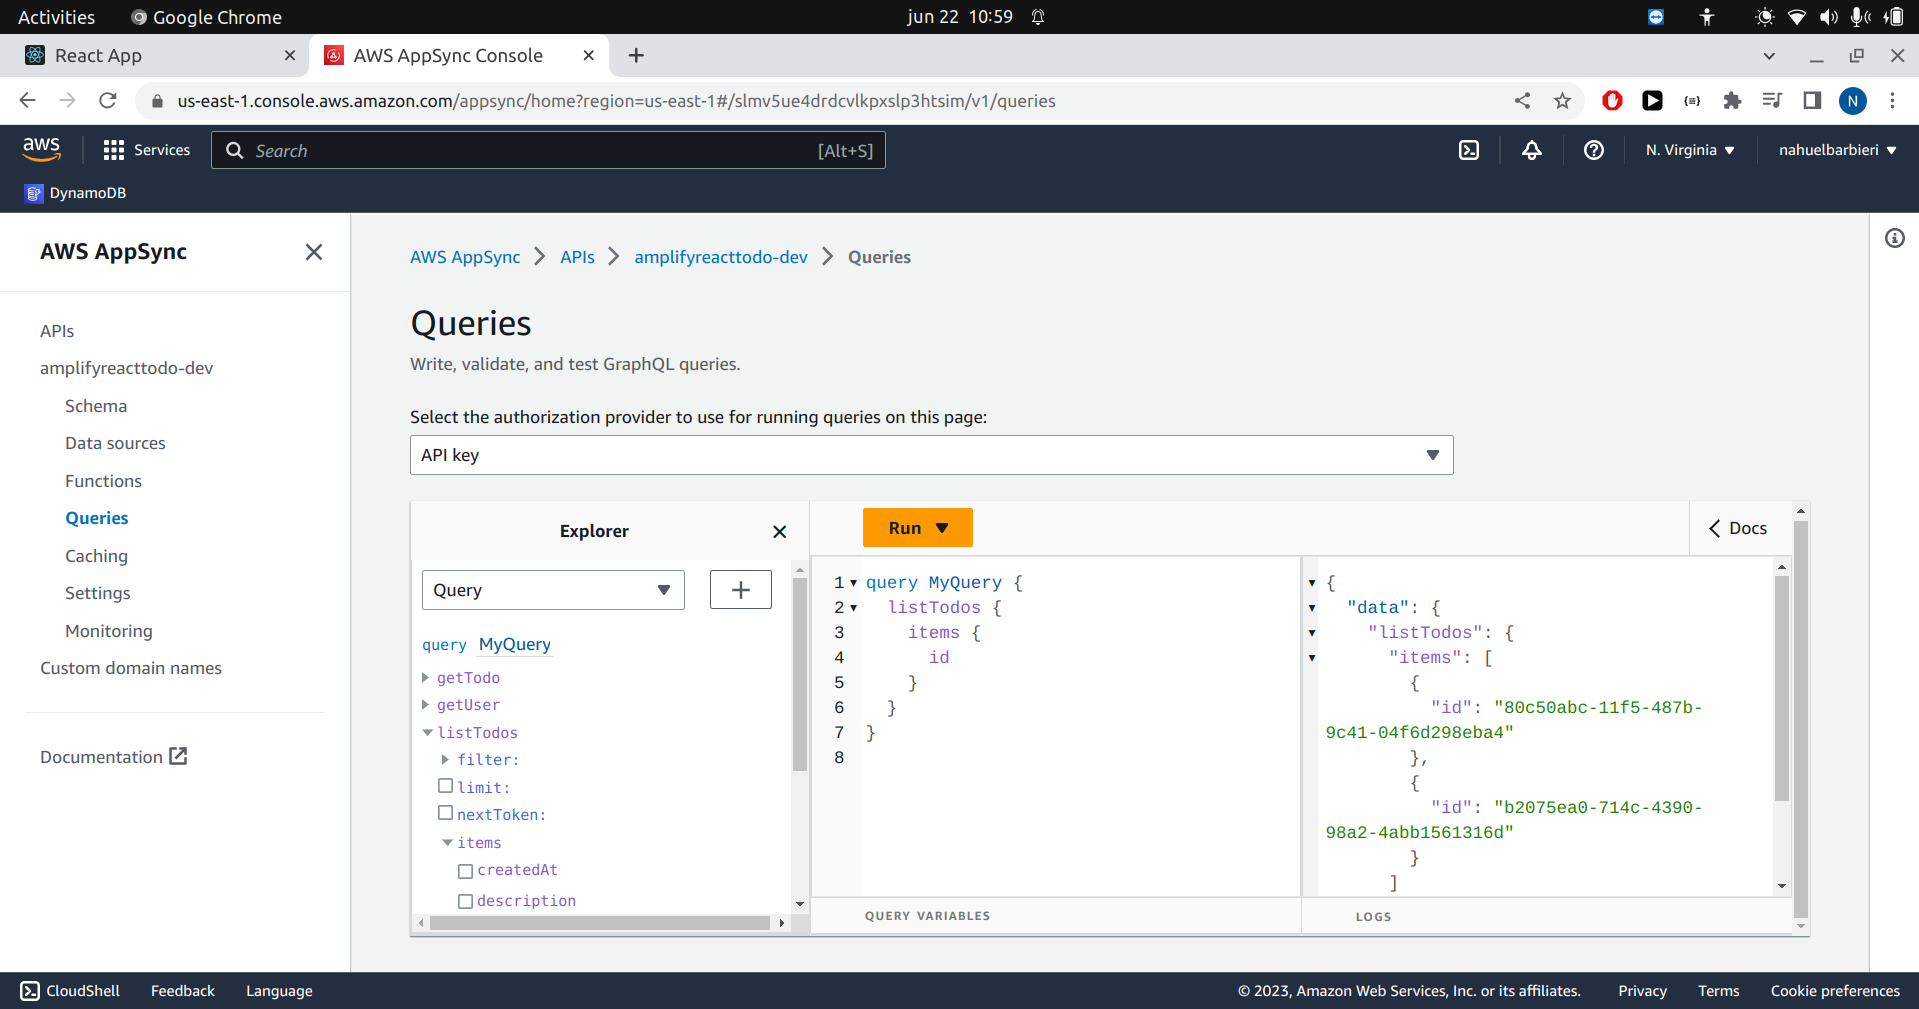 Activities
Google Chrome
jun 22 10:59
React App
AWS AppSync Console
us-east-1.console.aws.amazon.com/appsync/home?region=us-east-1#/slmv5ue4drdcvlkpxslp3htsim/v1/queries
N
aws
Services
Search
[Alt+S]
N. Virginia
nahuelbarbieri
DynamoDB
AWS AppSync
APIs
amplifyreacttodo-dev
Schema
Data sources
Functions
Queries
Caching
Settings
Monitoring
Custom domain names
Documentation
AWS AppSync > APIs > amplifyreacttodo-dev > Queries
Queries
Write, validate, and test GraphQL queries.
Select the authorization provider to use for running queries on this page:
API key
Explorer
Query
query MyQuery
getTodo
getUser
listTodos
filter:
limit:
nextToken:
items
createdAt
description
Run
Docs
1 query MyQuery {
2 listTodos {
3 items {
4 id
5 }
6 }
7 }
8
QUERY VARIABLES
{
"data": {
"listTodos": {
"items": [
{
"id": "80c50abc-11f5-487b-
9c41-04f6d298eba4"
},
{
"id": "b2075ea0-714c-4390-
98a2-4abb1561316d"
}
]
LOGS
CloudShell
Feedback
Language
© 2023, Amazon Web Services, Inc. or its affiliates.
Privacy
Terms
Cookie preferences